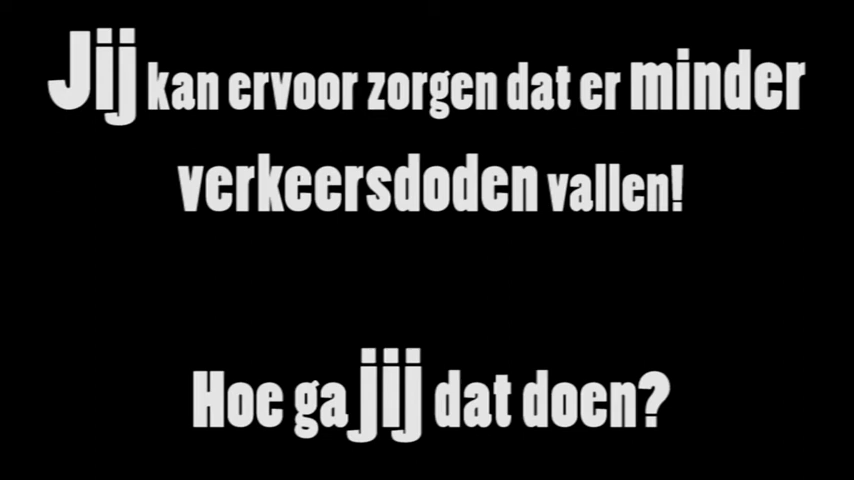 Jij kan ervoor zorgen dat er minder
verkeersdoden vallen!
Hoe ga jij dat doen?